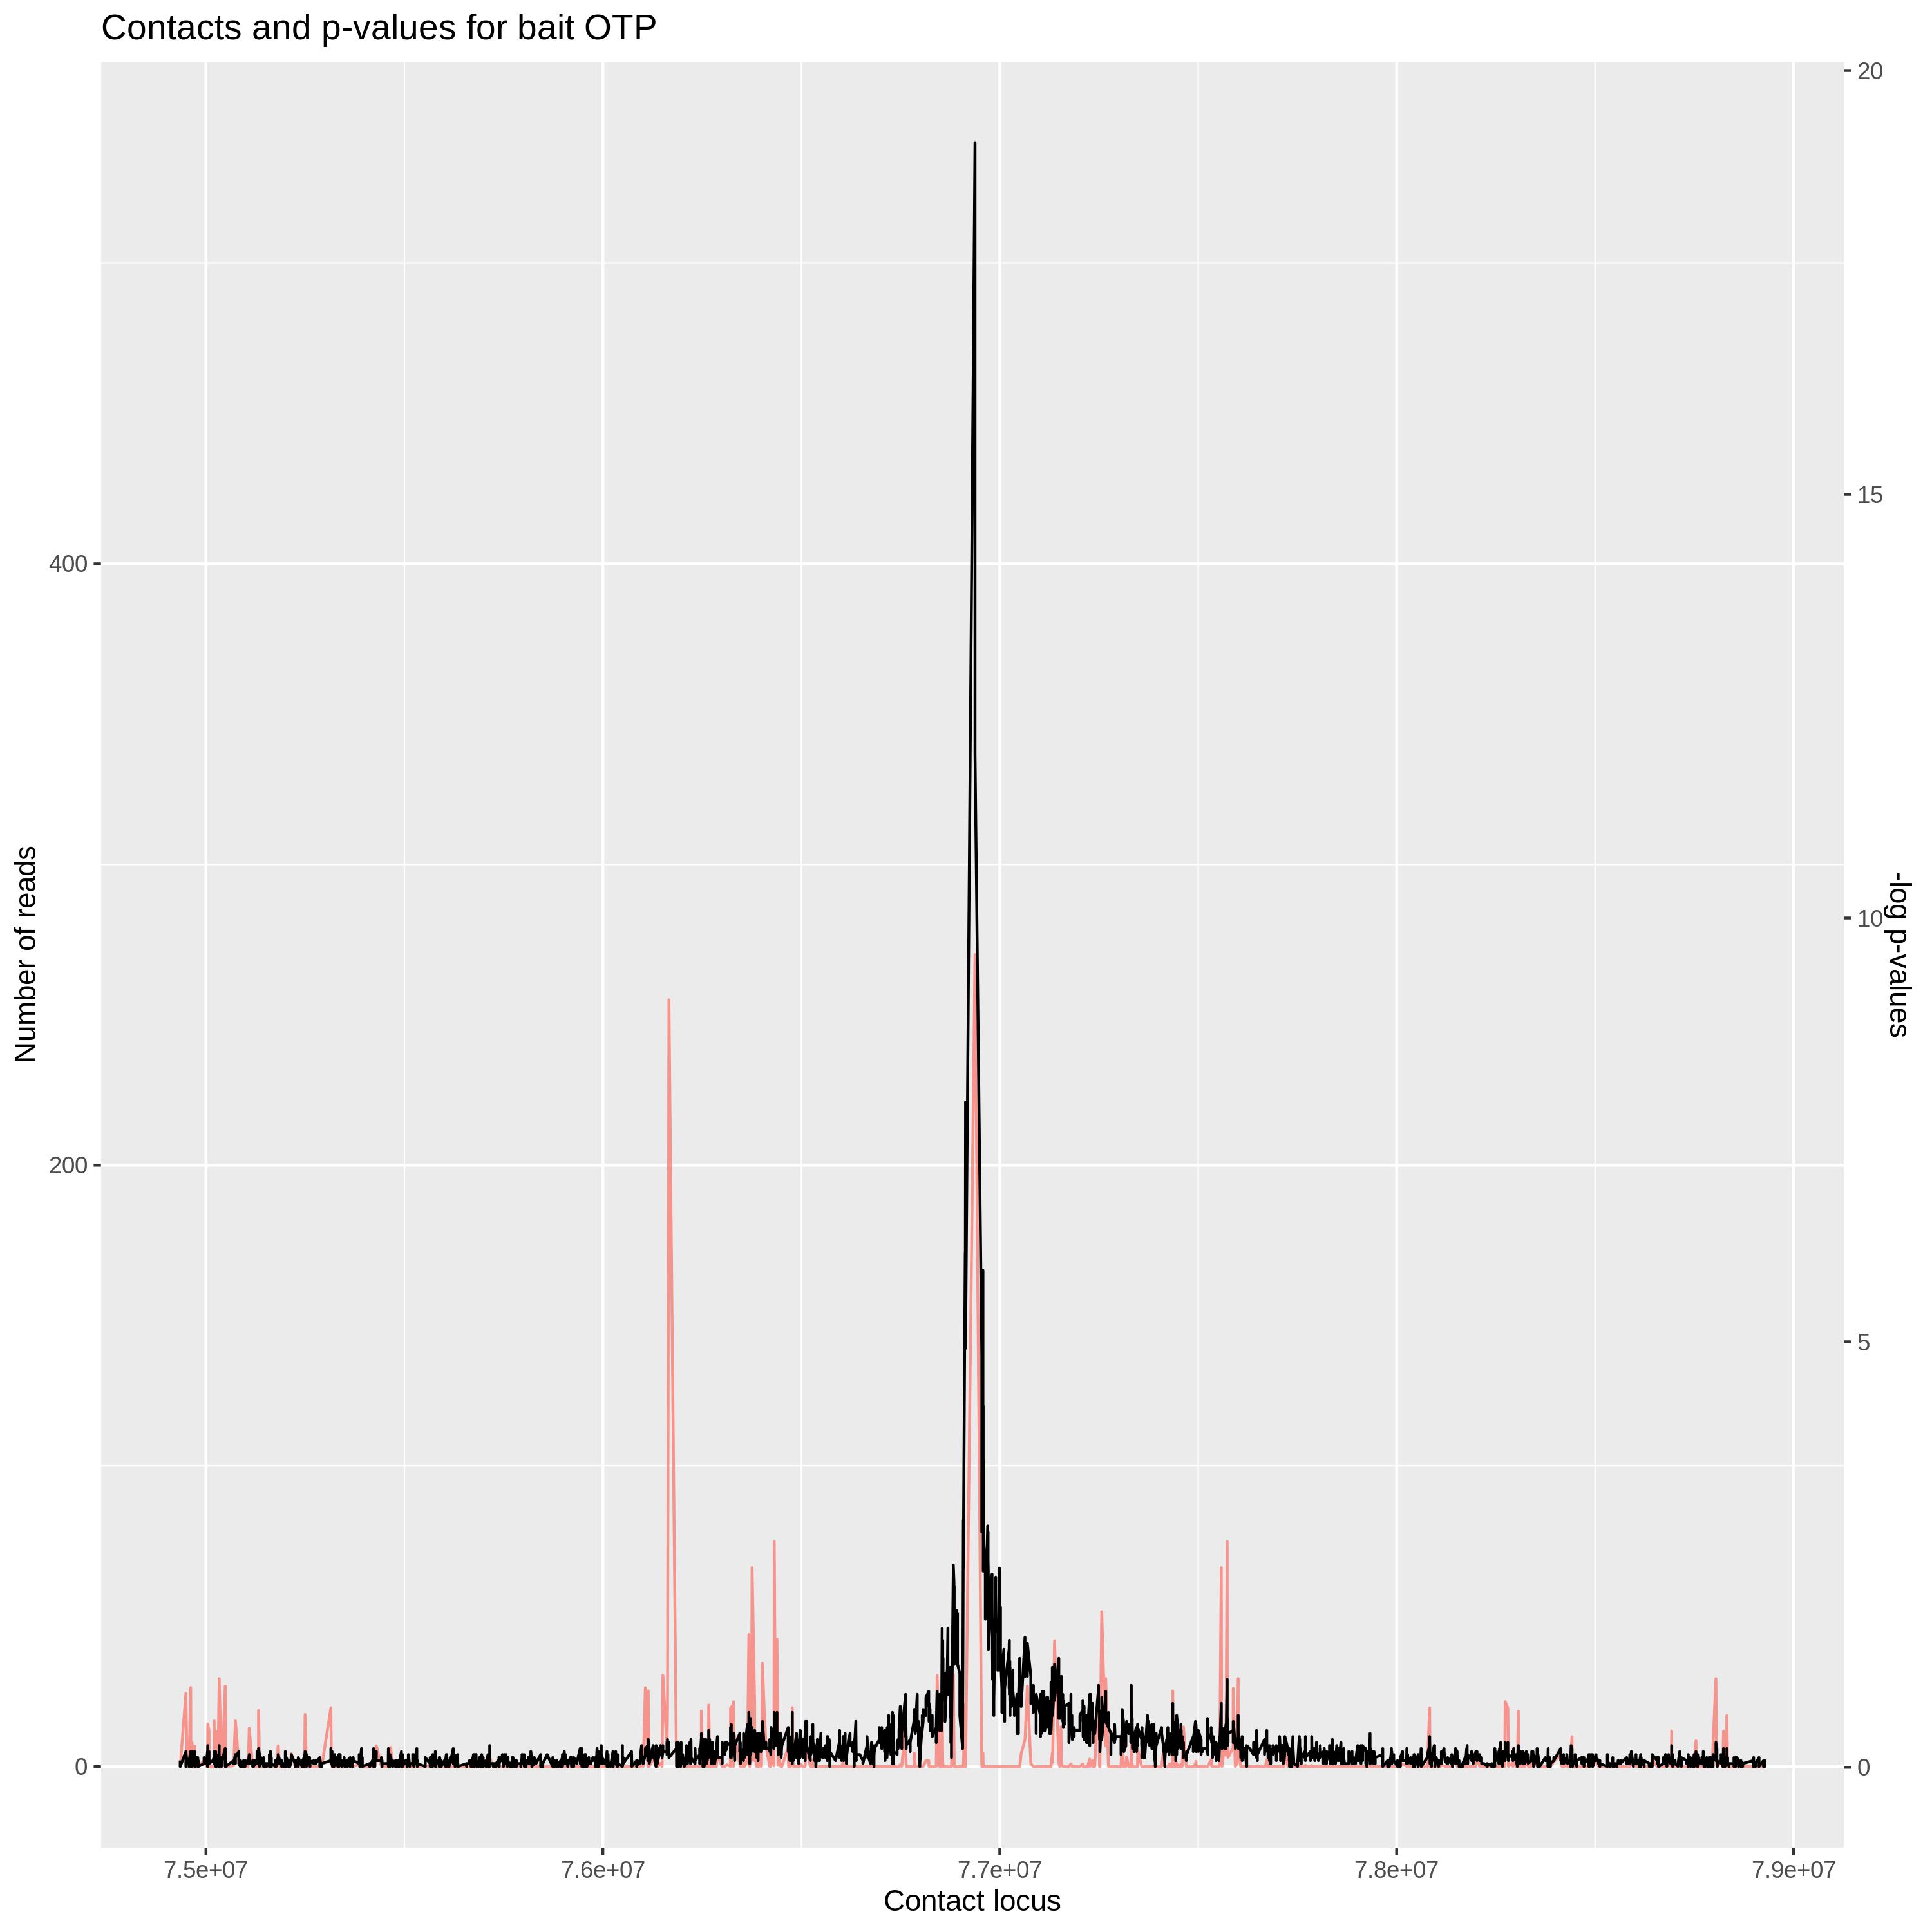 Contacts and p-values for bait OTP
Number of reads
400
200
0
20
15
10
5
0
-log p-values
7.5e+07
7.6e+07
7.7e+07
7.8e+07
7.9e+07
Contact locus